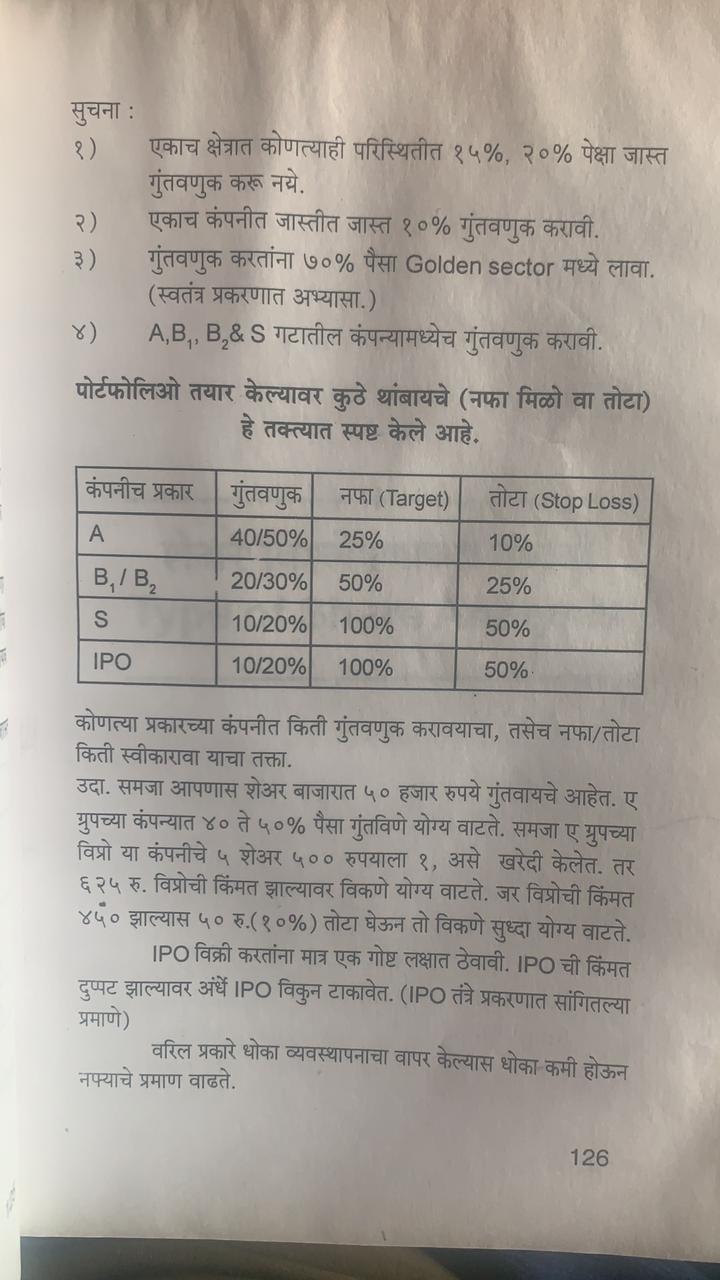 सुचना :
१) एकाच क्षेत्रात कोणत्याही परिस्थितीत १५%, २०% पेक्षा जास्त
गुंतवणुक करू नये.
२) एकाच कंपनीत जास्तीत जास्त १०% गुंतवणुक करावी.
३) गुंतवणुक करतांना ७०% पैसा Golden sector मध्ये लावा.
(स्वतंत्र प्रकरणात अभ्यासा.)
४) A,B₁, B₂& S गटातील कंपन्यामध्येच गुंतवणुक करावी.
पोर्टफोलिओ तयार केल्यावर कुठे थांबायचे (नफा मिळो वा तोटा)
हे तक्त्यात स्पष्ट केले आहे.
कंपनीच प्रकार गुंतवणुक नफा (Target) तोटा (Stop Loss)
A 40/50% 25% 10%
B₁ / B₂ 20/30% 50% 25%
S 10/20% 100% 50%
IPO 10/20% 100% 50%
कोणत्या प्रकारच्या कंपनीत किती गुंतवणुक करावयाचा, तसेच नफा/तोटा
किती स्वीकारावा याचा तक्ता.
उदा. समजा आपणास शेअर बाजारात ५० हजार रुपये गुंतवायचे आहेत. ए
ग्रुपच्या कंपन्यात ४० ते ५०% पैसा गुंतविणे योग्य वाटते. समजा ए ग्रुपच्या
विप्रो या कंपनीचे ५ शेअर ५०० रुपयाला १, असे खरेदी केलेत. तर
६२५ रु. विप्रोची किंमत झाल्यावर विकणे योग्य वाटते. जर विप्रोची किंमत
४५० झाल्यास ५० रु.(१०%) तोटा घेऊन तो विकणे सुध्दा योग्य वाटते.
IPO विक्री करतांना मात्र एक गोष्ट लक्षात ठेवावी. IPO ची किंमत
दुप्पट झाल्यावर अंर्धे IPO विकुन टाकावेत. (IPO तंत्रे प्रकरणात सांगितल्या
प्रमाणे)
वरिल प्रकारे धोका व्यवस्थापनाचा वापर केल्यास धोका कमी होऊन
नफ्याचे प्रमाण वाढते.
126